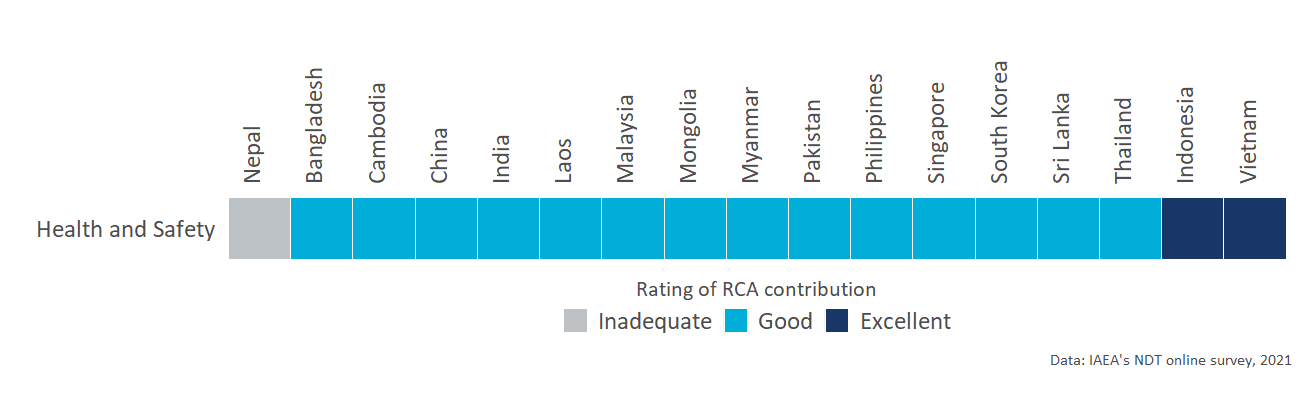 Nepal
Bangladesh
Cambodia
China
India
Laos
Malaysia
Mongolia
Myanmar
Pakistan
Philippines
Singapore
South Korea
Sri Lanka
Thailand
Indonesia
Vietnam
Health and Safety
Rating of RCA contribution
Inadequate Good Excellent
Data: IAEA's NDT online survey, 2021